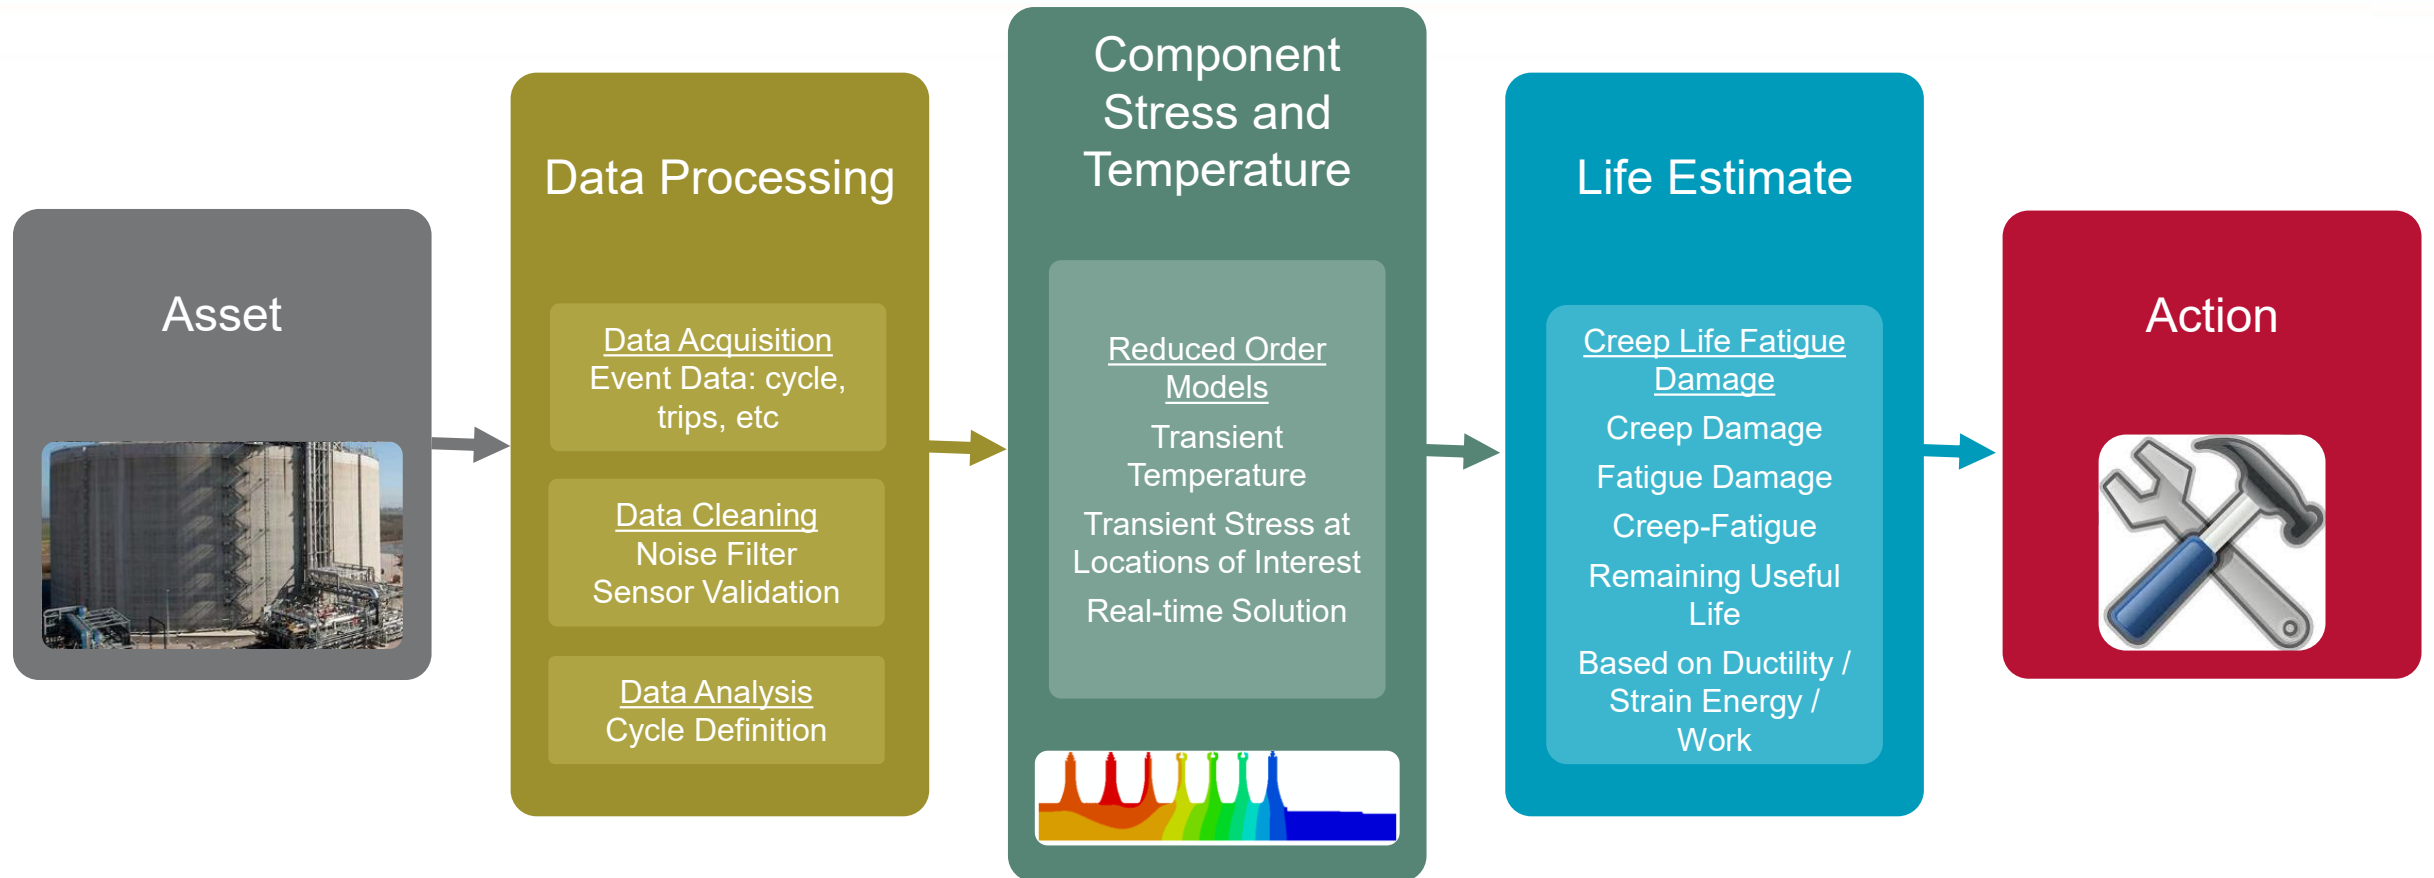 Asset
Data Processing
Data Acquisition
Event Data: cycle,
trips, etc
Data Cleaning
Noise Filter
Sensor Validation
Data Analysis
Cycle Definition
Component
Stress and
Temperature
Reduced Order
Models
Transient
Temperature
Transient Stress at
Locations of Interest
Real-time Solution
Life Estimate
Creep Life Fatigue
Damage
Creep Damage
Fatigue Damage
Creep-Fatigue
Remaining Useful
Life
Based on Ductility /
Strain Energy /
Work
Action